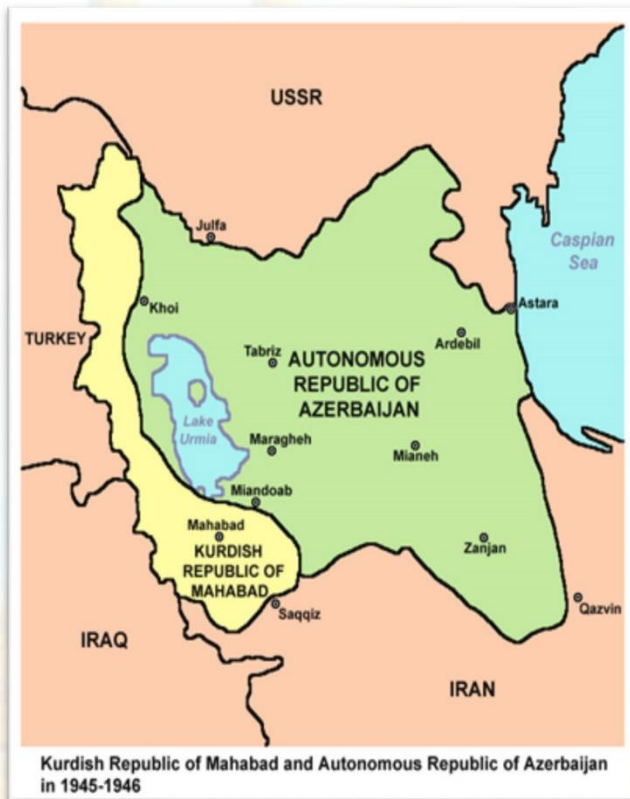 USSR
Julfa
Caspian
Sea
Khoi
Astara
TURKEY
Ardebil
Tabriz
AUTONOMOUS
REPUBLIC OF
AZERBAIJAN
Lake
Urmia
Maragheh
Mianeh
Miandoab
Mahabad
KURDISH
REPUBLIC OF
MAHABAD
Zanjan
Saqqiz
Qazvin
IRAQ
IRAN
Kurdish Republic of Mahabad and Autonomous Republic of Azerbaijan
in 1945-1946